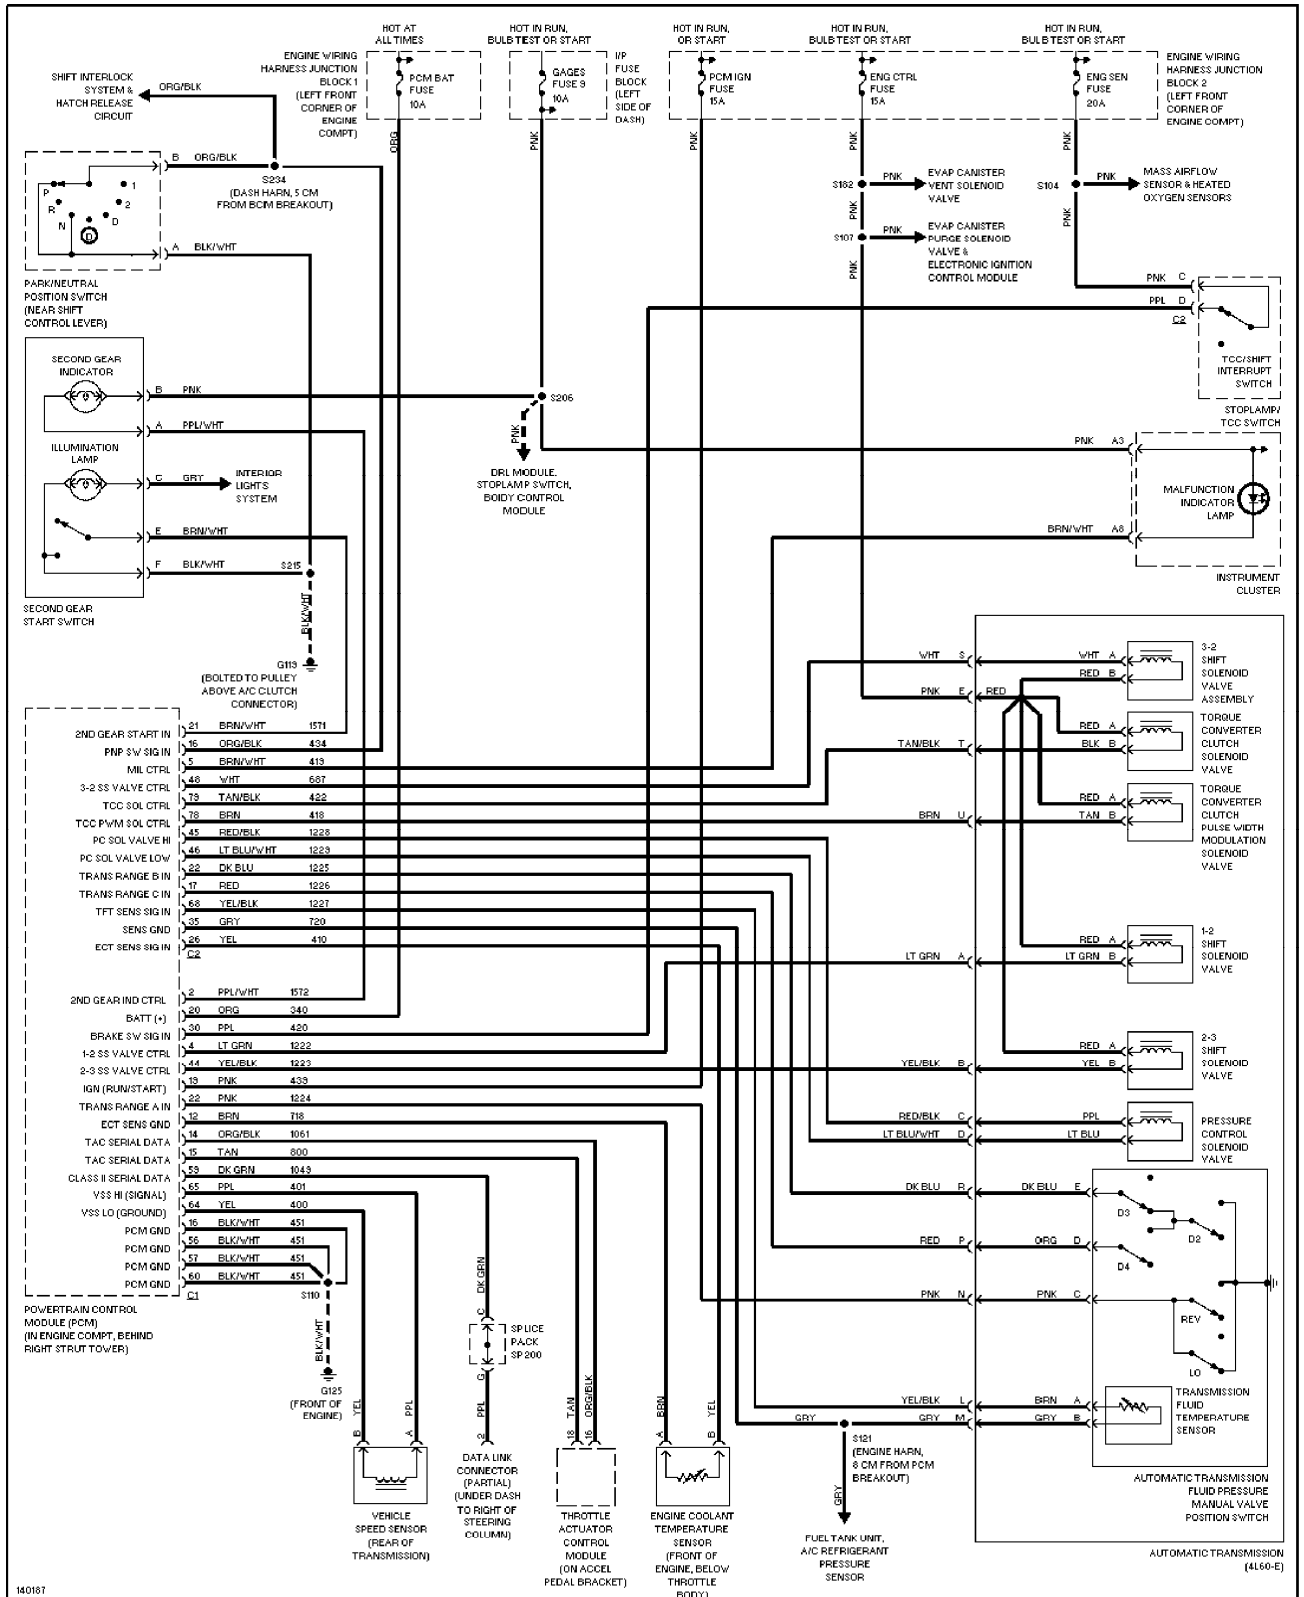 HOT AT
ALL TIMES
HOT IN RUN,
BULB TEST OR START
HOT IN RUN,
OR START
HOT IN RUN,
BULB TEST OR START
HOT IN RUN,
BULB TEST OR START
SHIFT INTERLOCK
SYSTEM &
HATCH RELEASE
CIRCUIT
ORG/BLK
ENGINE WIRING
HARNESS JUNCTION
BLOCK 1
(LEFT FRONT
CORNER OF
ENGINE
COMPT)
PCM BAT
FUSE
10A
GAGES
FUSE 9
10A
I/P
FUSE
BLOCK
(LEFT
SIDE OF
DASH)
PCM IGN
FUSE
15A
ENG CTRL
FUSE
15A
ENG SEN
FUSE
20A
ENGINE WIRING
HARNESS JUNCTION
BLOCK 2
(LEFT FRONT
CORNER OF
ENGINE COMPT)
ORG
PNK
PNK
PNK
PNK
B ORG/BLK
S234
(DASH HARN, 5 CM
FROM BCIM BREAKOUT)
P
R
N
D
D
2
1
A BLK/WHT
PARK/NEUTRAL
POSITION SWITCH
(NEAR SHIFT
CONTROL LEVER)
S182
PNK
EVAP CANISTER
VENT SOLENOID
VALVE
PNK
S107
PNK
EVAP CANISTER
PURGE SOLENOID
VALVE &
ELECTRONIC IGNITION
CONTROL MODULE
PNK
S104
PNK
MASS AIRFLOW
SENSOR & HEATED
OXYGEN SENSORS
PNK
PNK C
PPL D
C2
TCC/SHIFT
INTERRUPT
SWITCH
STOPLAMP/
TCC SWITCH
SECOND GEAR
INDICATOR
B PNK
A PPL/WHT
ILLUMINATION
LAMP
C GRY
INTERIOR
LIGHTS
SYSTEM
E BRN/WHT
F BLK/WHT
S215
SECOND GEAR
START SWITCH
BLK/WHT
G113
(BOLTED TO PULLEY
ABOVE A/C CLUTCH
CONNECTOR)
S206
PNK
DRL MODULE,
STOPLAMP SWITCH,
BOIDY CONTROL
MODULE
PNK A3
MALFUNCTION
INDICATOR
LAMP
BRN/WHT A8
INSTRUMENT
CLUSTER
2ND GEAR START IN 21 BRN/WHT 1571
PNP SW SIG IN 16 ORG/BLK 434
MIL CTRL 5 BRN/WHT 419
3-2 SS VALVE CTRL 48 WHT 687
TCC SOL CTRL 79 TAN/BLK 422
TCC PWM SOL CTRL 78 BRN 418
PC SOL VALVE HI 45 RED/BLK 1228
PC SOL VALVE LOW 46 LT BLU/WHT 1229
TRANS RANGE B IN 22 DK BLU 1225
TRANS RANGE C IN 17 RED 1226
TFT SENS SIG IN 68 YEL/BLK 1227
SENS GND 35 GRY 720
ECT SENS SIG IN 26 YEL 410
C2
2ND GEAR IND CTRL 2 PPL/WHT 1572
BATT (+) 20 ORG 340
BRAKE SW SIG IN 30 PPL 420
1-2 SS VALVE CTRL 4 LT GRN 1222
2-3 SS VALVE CTRL 44 YEL/BLK 1223
IGN (RUN/START) 19 PNK 439
TRANS RANGE A IN 22 PNK 1224
ECT SENS GND 12 BRN 718
TAC SERIAL DATA 14 ORG/BLK 1061
TAC SERIAL DATA 15 TAN 800
CLASS II SERIAL DATA 59 DK GRN 1049
VSS HI (SIGNAL) 65 PPL 401
VSS LO (GROUND) 64 YEL 400
PCM GND 16 BLK/WHT 451
PCM GND 56 BLK/WHT 451
PCM GND 57 BLK/WHT 451
PCM GND 60 BLK/WHT 451
C1
S110
POWERTRAIN CONTROL
MODULE (PCM)
(IN ENGINE COMPT, BEHIND
RIGHT STRUT TOWER)
BLK/WHT
G125
(FRONT OF
ENGINE)
WHT S WHT A
RED B
3-2
SHIFT
SOLENOID
VALVE
ASSEMBLY
PNK E RED
RED A
TAN/BLK T BLK B
TORQUE
CONVERTER
CLUTCH
SOLENOID
VALVE
RED A
BRN U TAN B
TORQUE
CONVERTER
CLUTCH
PULSE WIDTH
MODULATION
SOLENOID
VALVE
RED A
LT GRN A LT GRN B
1-2
SHIFT
SOLENOID
VALVE
RED A
YEL/BLK B YEL B
2-3
SHIFT
SOLENOID
VALVE
RED/BLK C PPL
LT BLU/WHT D LT BLU
PRESSURE
CONTROL
SOLENOID
VALVE
DK BLU R DK BLU E
D3
D2
RED P ORG D
D4
PNK N PNK C
REV
LO
YEL/BLK L BRN A
GRY GRY M GRY B
TRANSMISSION
FLUID
TEMPERATURE
SENSOR
S121
(ENGINE HARN,
8 CM FROM PCM
BREAKOUT)
GRY
FUEL TANK UNIT,
A/C REFRIGERANT
PRESSURE
SENSOR
AUTOMATIC TRANSMISSION
FLUID PRESSURE
MANUAL VALVE
POSITION SWITCH
AUTOMATIC TRANSMISSION
(4L60-E)
DK GRN
C
SPLICE
PACK
SP200
G
PPL
2
DATA LINK
CONNECTOR
(PARTIAL)
(UNDER DASH
TO RIGHT OF
STEERING
COLUMN)
YEL
B
PPL
A
VEHICLE
SPEED SENSOR
(REAR OF
TRANSMISSION)
TAN
18
ORG/BLK
16
THROTTLE
ACTUATOR
CONTROL
MODULE
(ON ACCEL
PEDAL BRACKET)
BRN
A
YEL
B
ENGINE COOLANT
TEMPERATURE
SENSOR
(FRONT OF
ENGINE, BELOW
THROTTLE
BODY)
140187